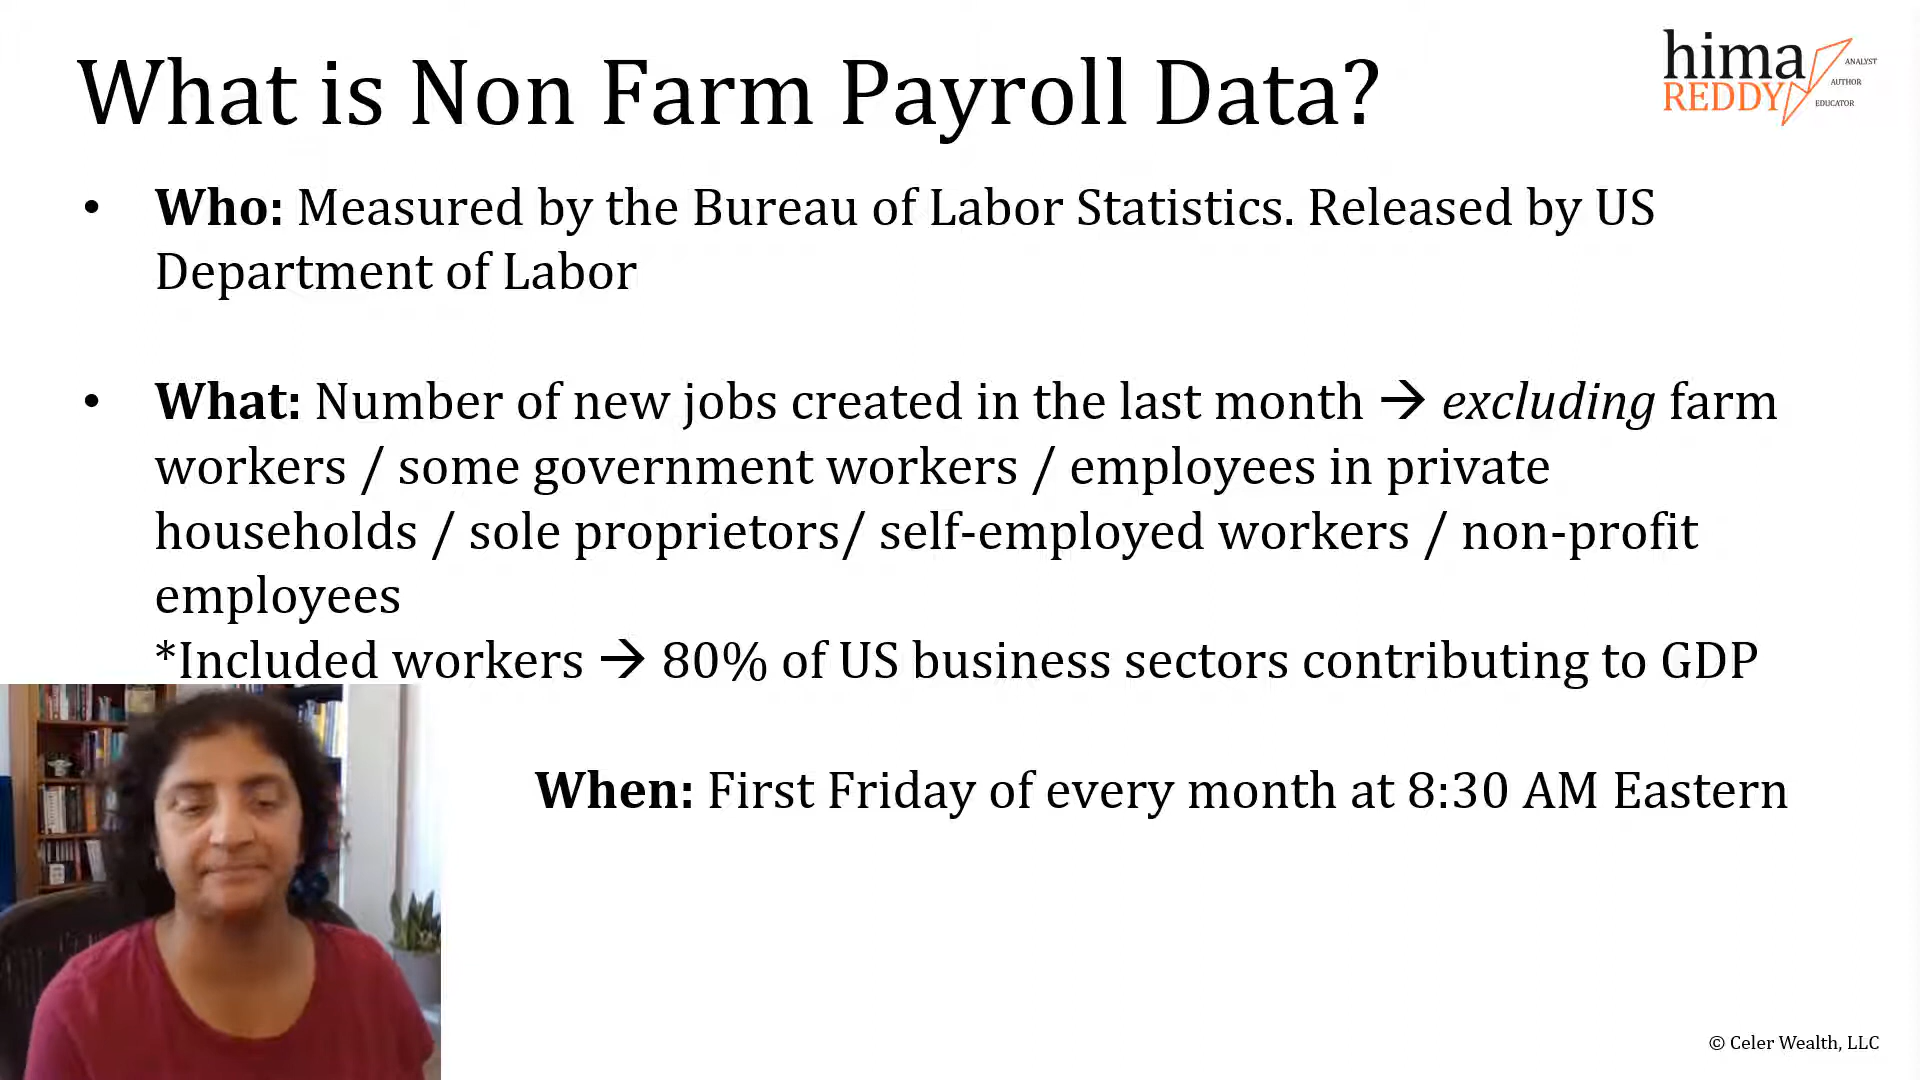 What is Non Farm Payroll Data?
hima
REDDY
ANALYST
AUTHOR
EDUCATOR
• Who: Measured by the Bureau of Labor Statistics. Released by US
Department of Labor
• What: Number of new jobs created in the last month → excluding farm
workers / some government workers / employees in private
households / sole proprietors/ self-employed workers / non-profit
employees
*Included workers → 80% of US business sectors contributing to GDP
When: First Friday of every month at 8:30 AM Eastern
© Celer Wealth, LLC